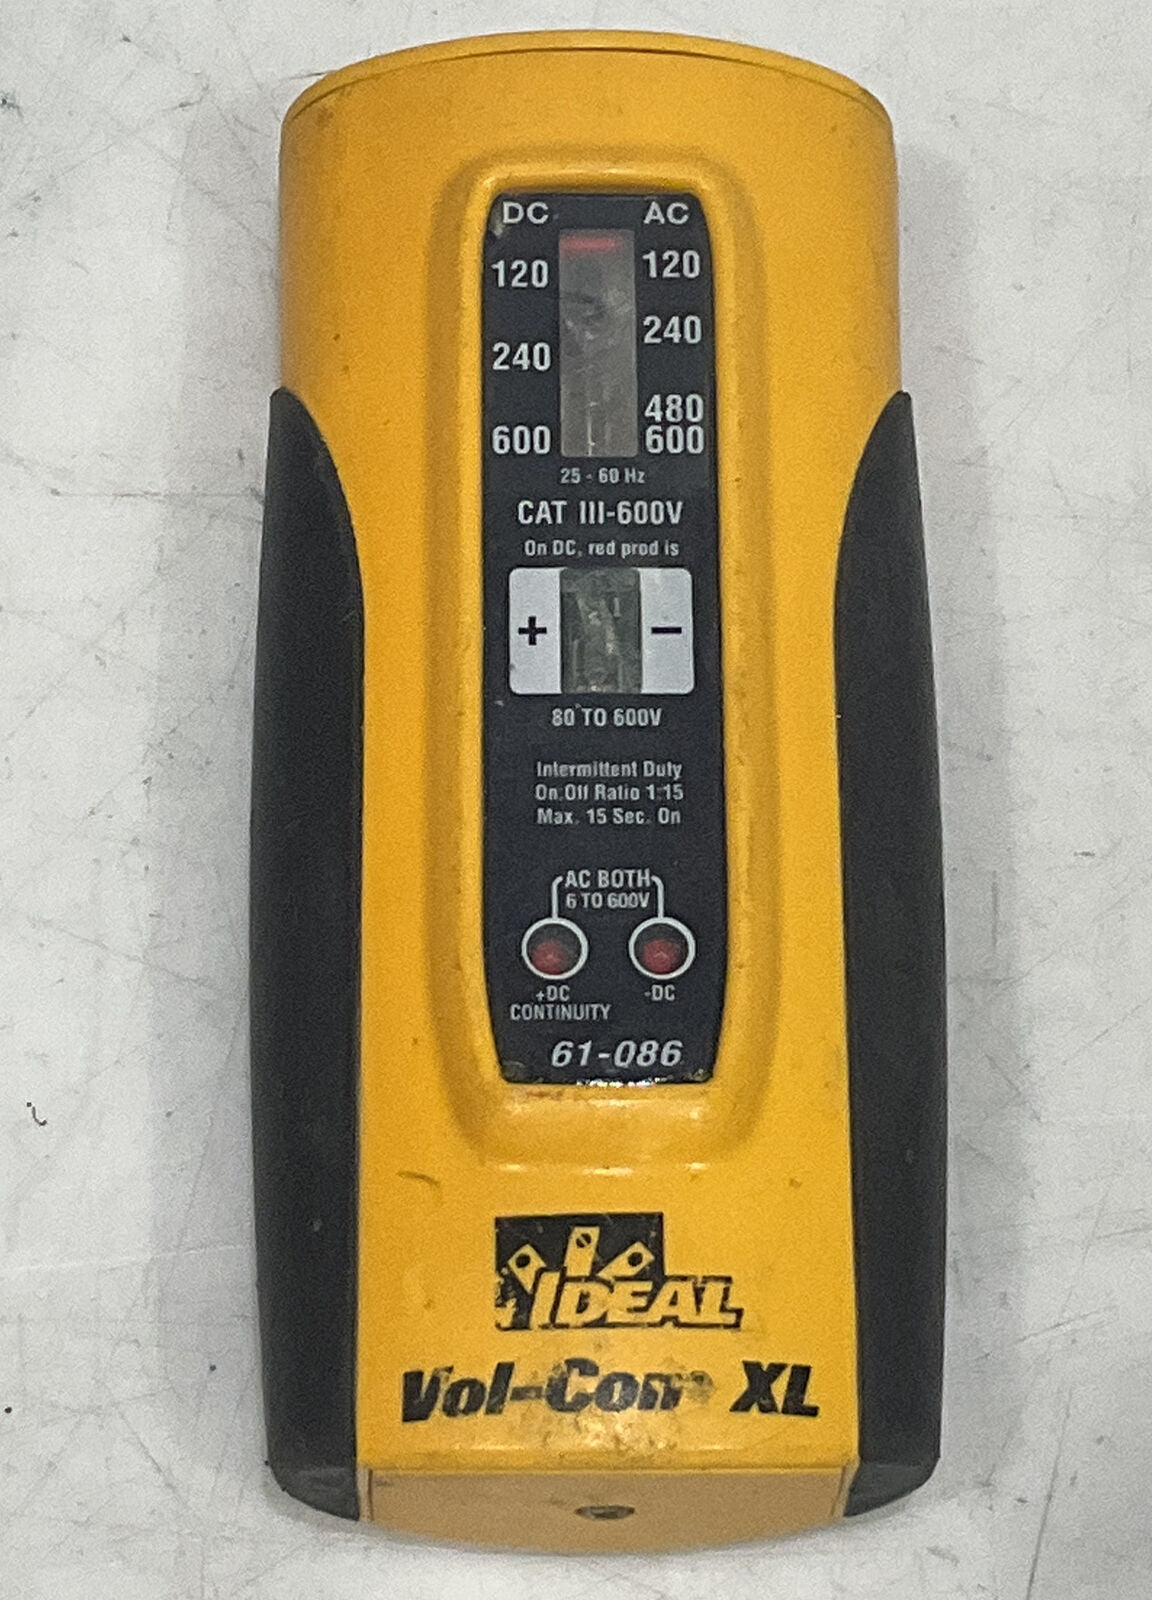 DC AC
120 120
240 240
480
600 600
25 - 60 Hz
CAT III-600V
On DC, red prod is
+ −
80 TO 600V
Intermittent Duty
On:Off Ratio 1:15
Max. 15 Sec. On
AC BOTH
6 TO 600V
+DC -DC
CONTINUITY
61-086
IDEAL
Vol-Con XL